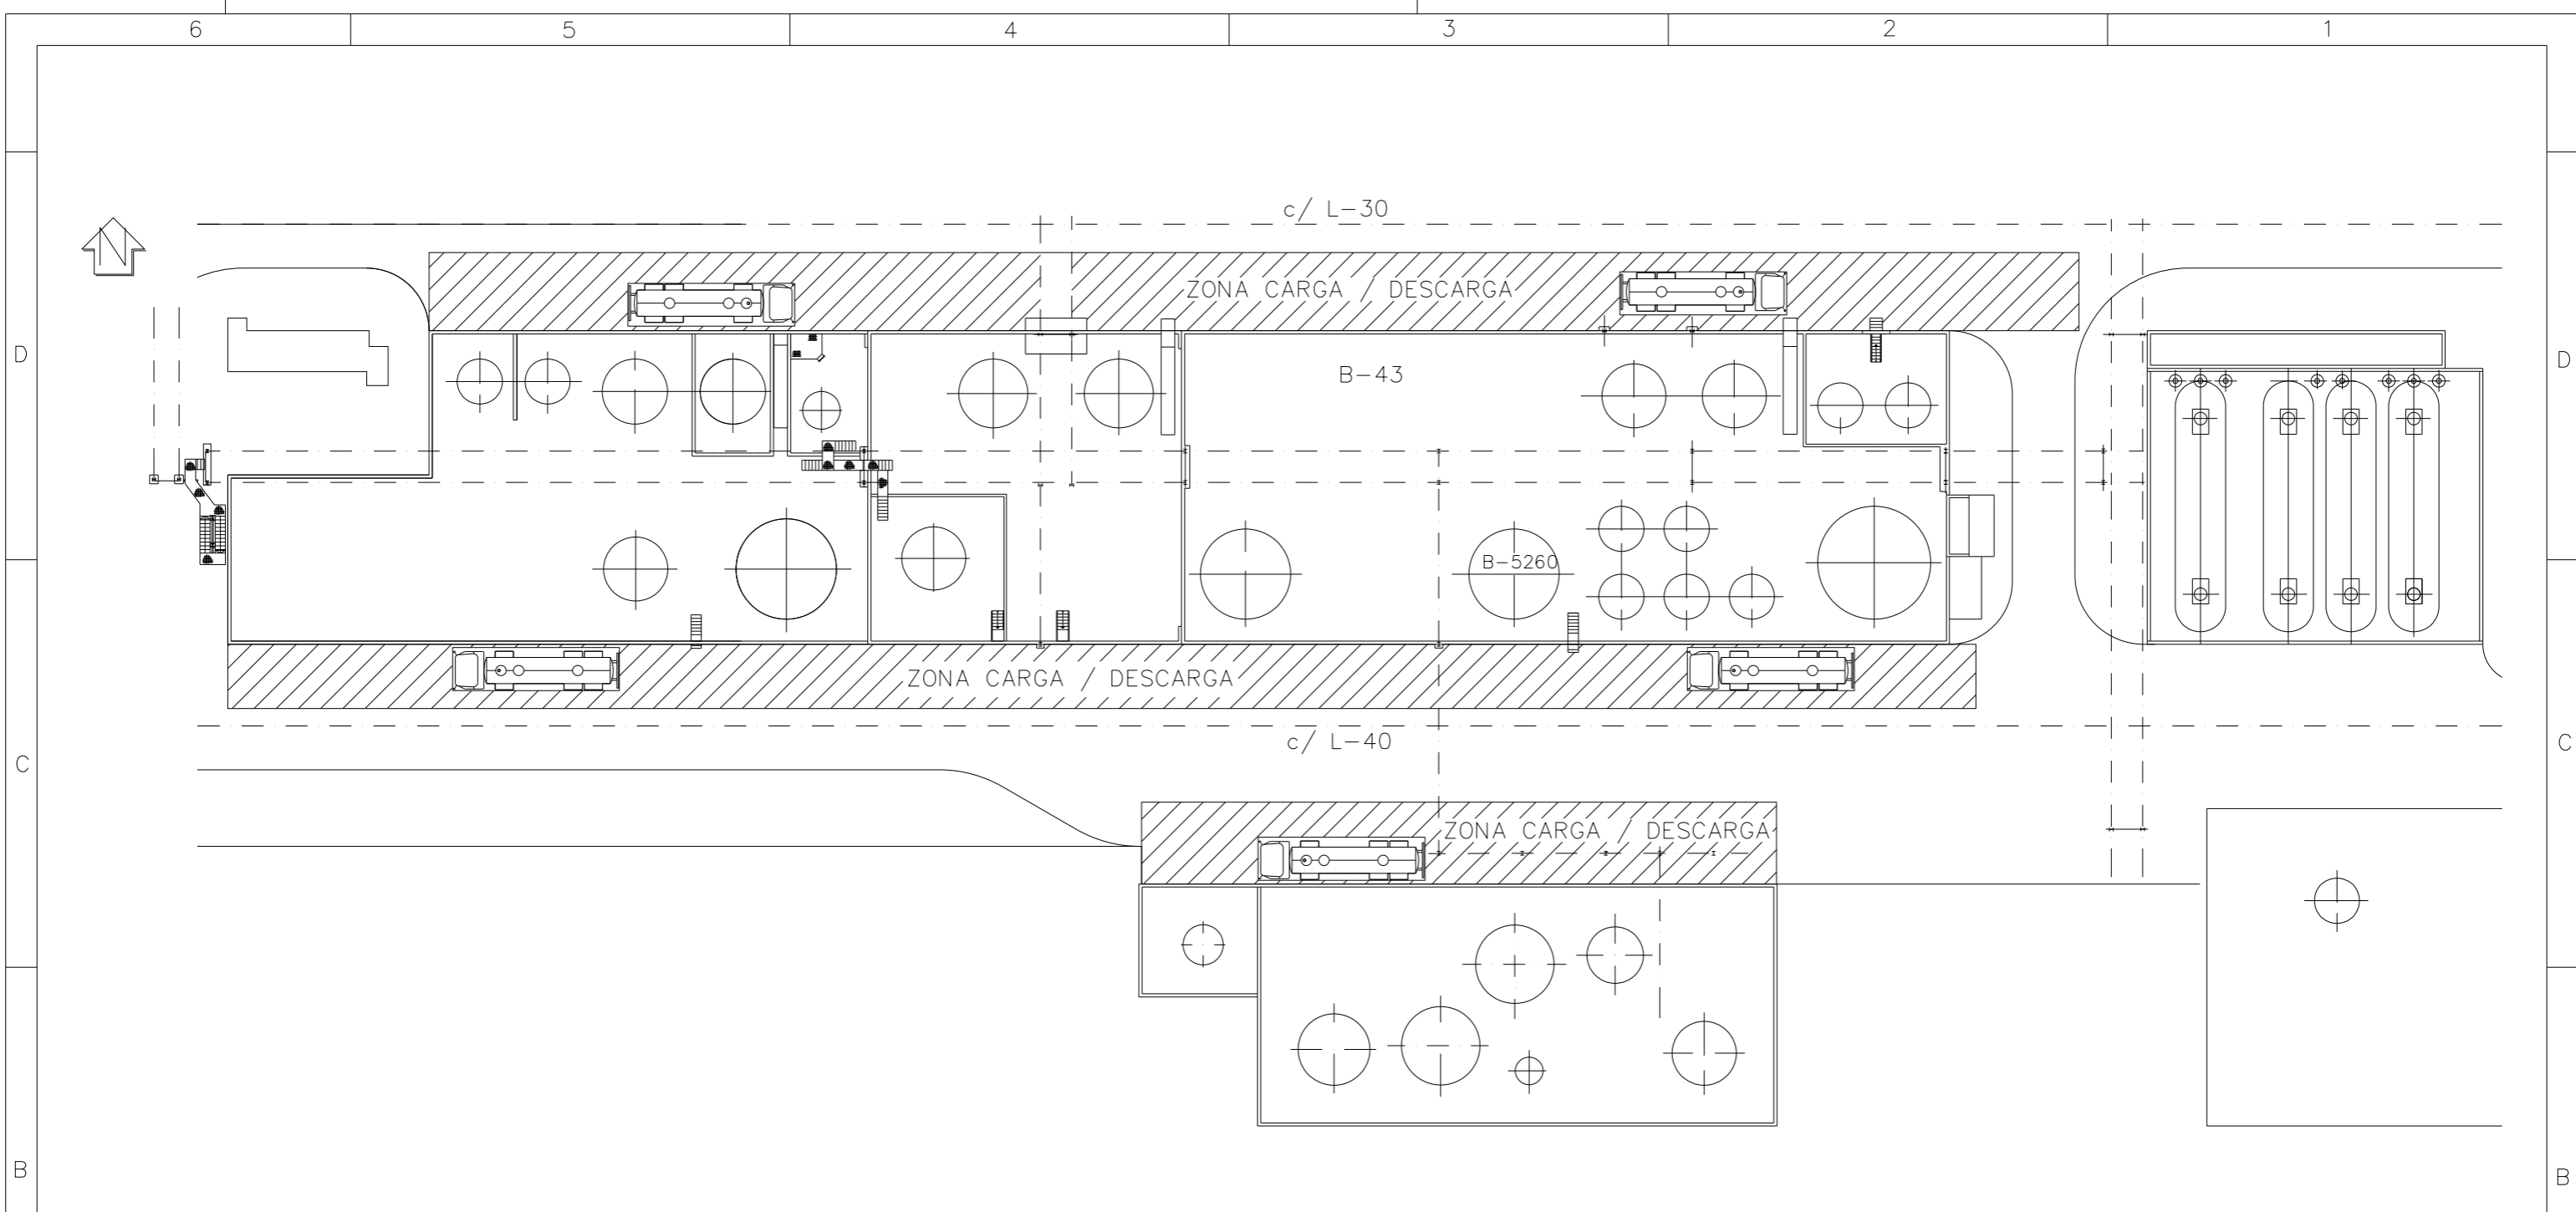 6 5 4 3 2 1
c/ L-30
N
ZONA CARGA / DESCARGA
D D
B-43
B-5260
ZONA CARGA / DESCARGA
c/ L-40
C C
ZONA CARGA / DESCARGA
B B